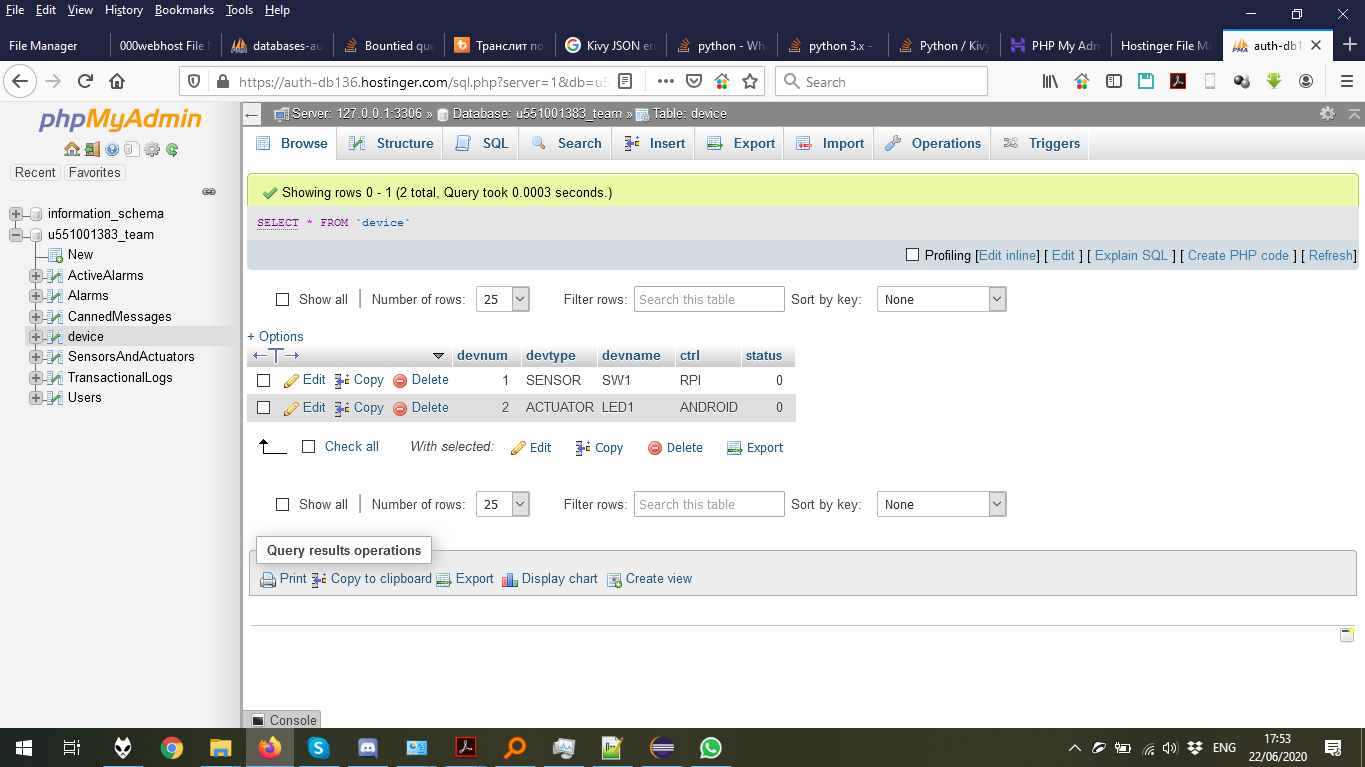 File Edit View History Bookmarks Tools Help
File Manager 000webhost File databases-au Bountied que Транслит по Kivy JSON err python - Wha python 3.x - Python / Kivy PHP My Adm Hostinger File Ma auth-db13
https://auth-db136.hostinger.com/sql.php?server=1&db=u5 Search
phpMyAdmin
Recent Favorites
information_schema
u551001383_team
New
ActiveAlarms
Alarms
CannedMessages
device
SensorsAndActuators
TransactionalLogs
Users
Server: 127.0.0.1:3306 » Database: u551001383_team » Table: device
Browse Structure SQL Search Insert Export Import Operations Triggers
Showing rows 0 - 1 (2 total, Query took 0.0003 seconds.)
SELECT * FROM `device`
Profiling [Edit inline] [ Edit ] [ Explain SQL ] [ Create PHP code ] [ Refresh]
Show all Number of rows: 25 Filter rows: Search this table Sort by key: None
+ Options
←T→ devnum devtype devname ctrl status
Edit Copy Delete 1 SENSOR SW1 RPI 0
Edit Copy Delete 2 ACTUATOR LED1 ANDROID 0
Check all With selected: Edit Copy Delete Export
Show all Number of rows: 25 Filter rows: Search this table Sort by key: None
Query results operations
Print Copy to clipboard Export Display chart Create view
Console
ENG 17:53
22/06/2020